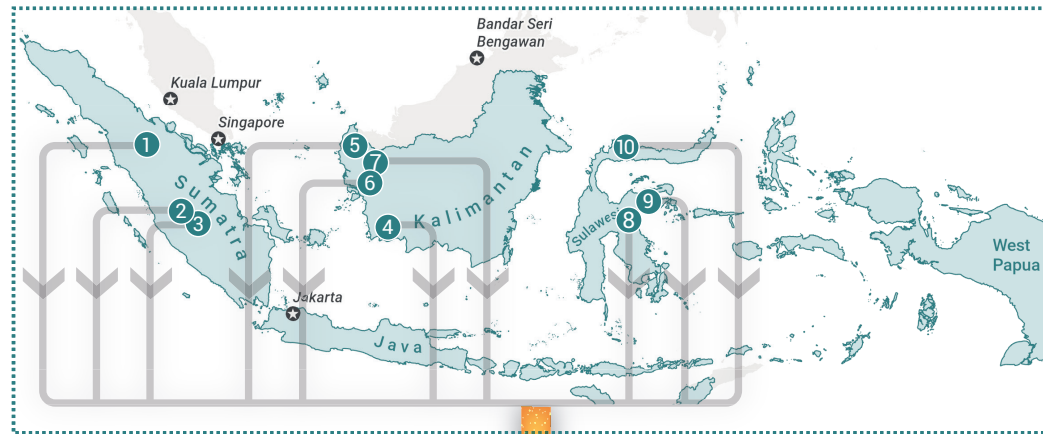 Bandar Seri
Bengawan
Kuala Lumpur
Singapore
1
5
10
7
6
2
3
9
8
4
Sumatra
Kalimantan
Sulawes
West
Papua
Jakarta
Java